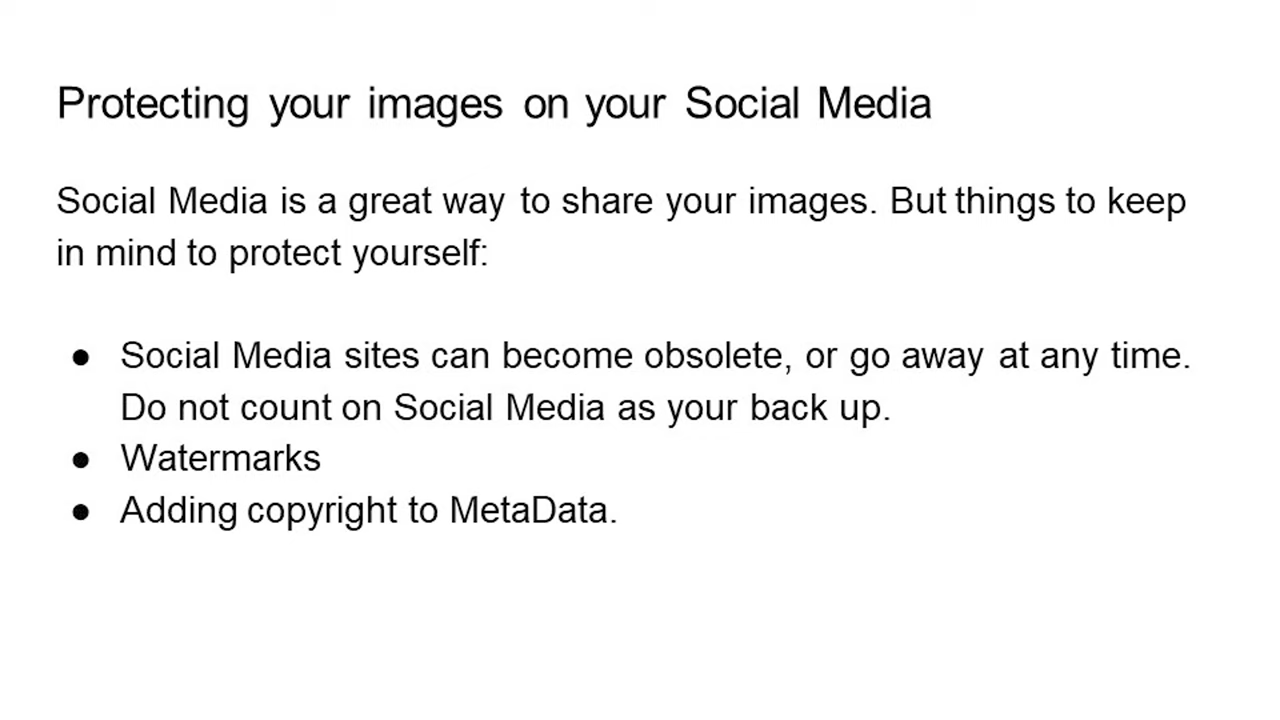 Protecting your images on your Social Media
Social Media is a great way to share your images. But things to keep
in mind to protect yourself:
● Social Media sites can become obsolete, or go away at any time.
Do not count on Social Media as your back up.
● Watermarks
● Adding copyright to MetaData.